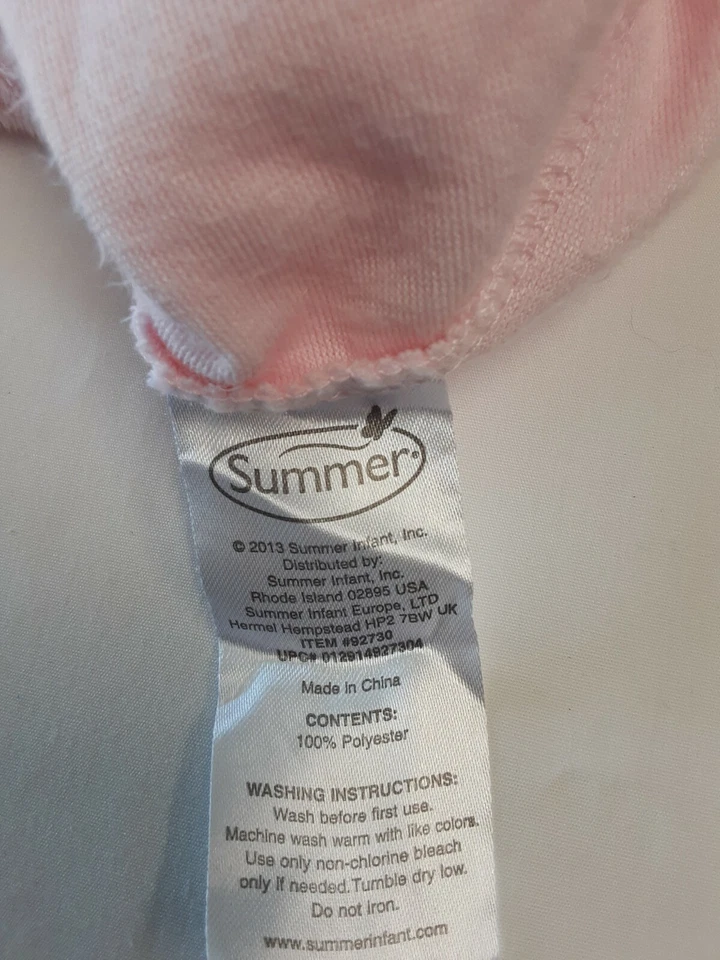 Summer®
© 2013 Summer Infant, Inc.
Distributed by:
Summer Infant, Inc.
Rhode Island 02895 USA
Summer Infant Europe, LTD
Hermel Hempstead HP2 7BW UK
ITEM #92730
UPC# 012914927304
Made in China
CONTENTS:
100% Polyester
WASHING INSTRUCTIONS:
Wash before first use.
Machine wash warm with like colors.
Use only non-chlorine bleach
only if needed. Tumble dry low.
Do not iron.
www.summerinfant.com